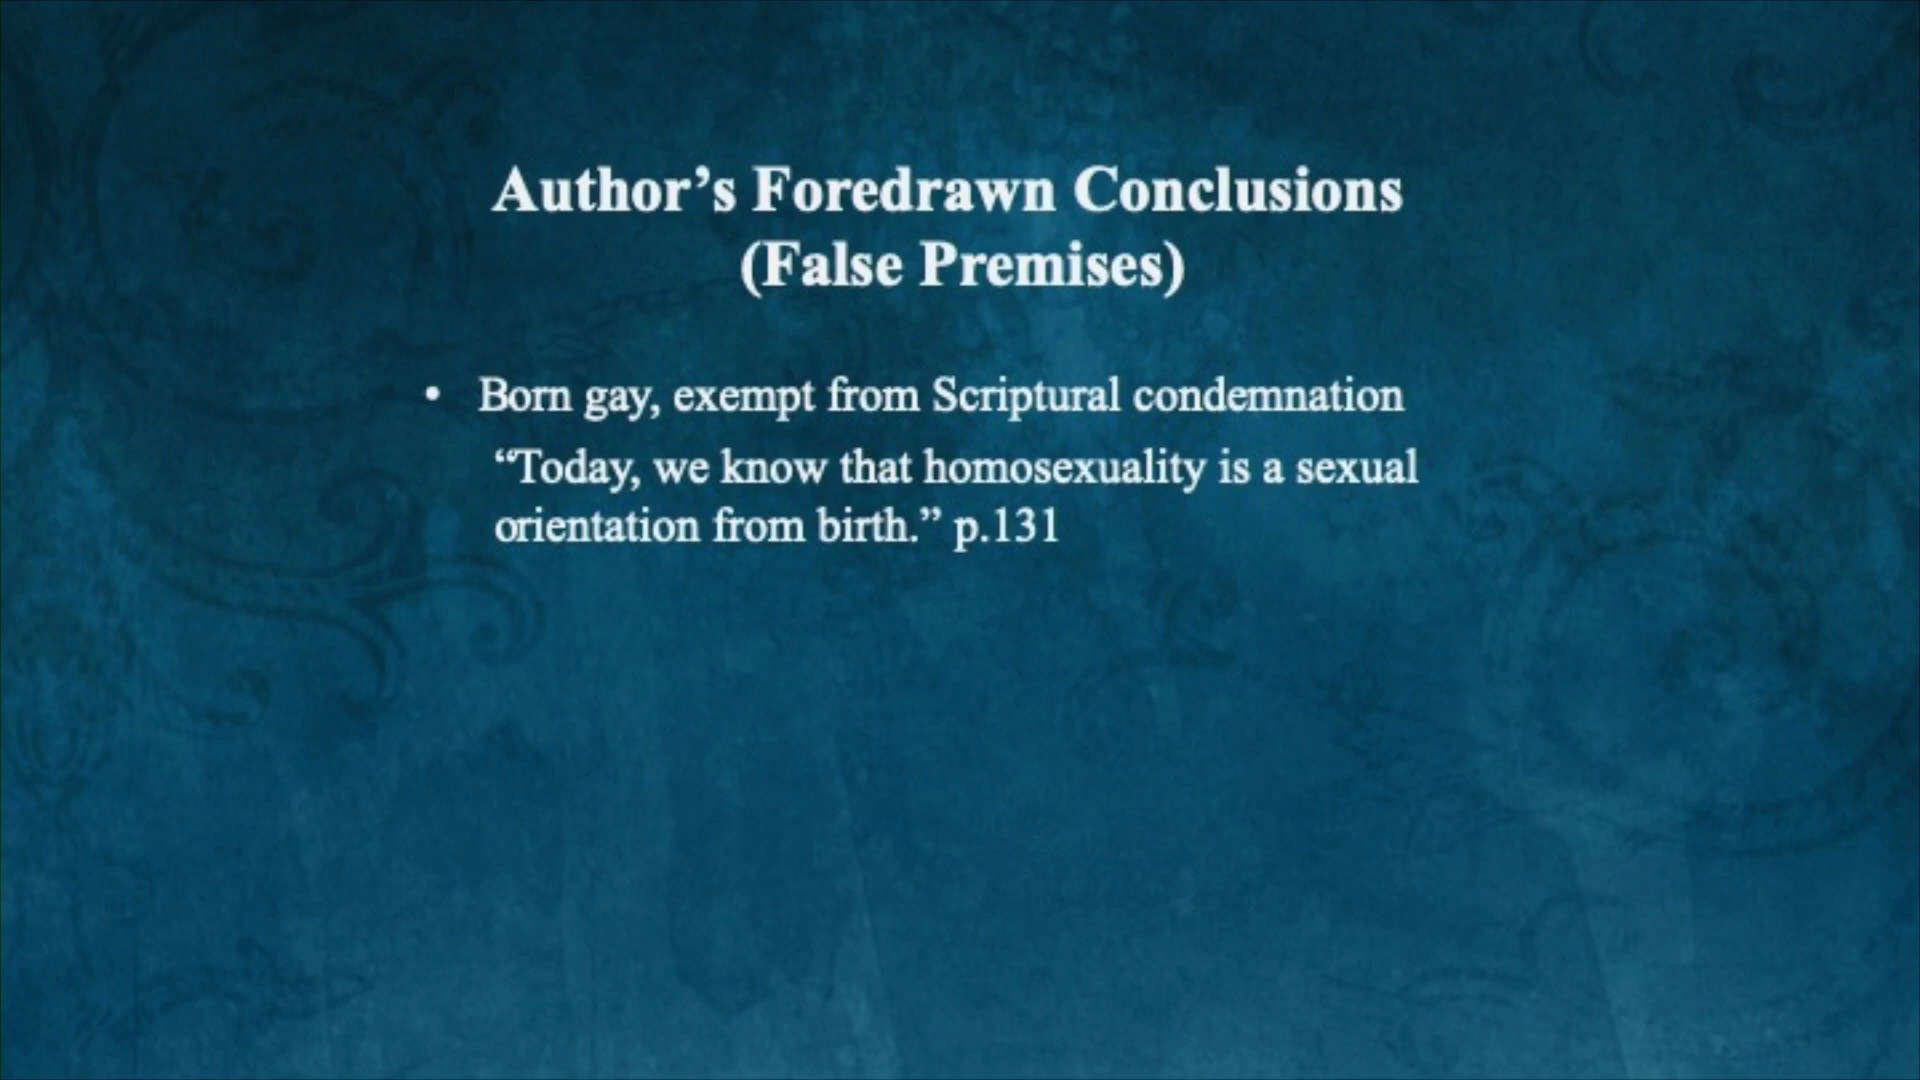 Author’s Foredrawn Conclusions
(False Premises)
• Born gay, exempt from Scriptural condemnation
“Today, we know that homosexuality is a sexual
orientation from birth.” p.131